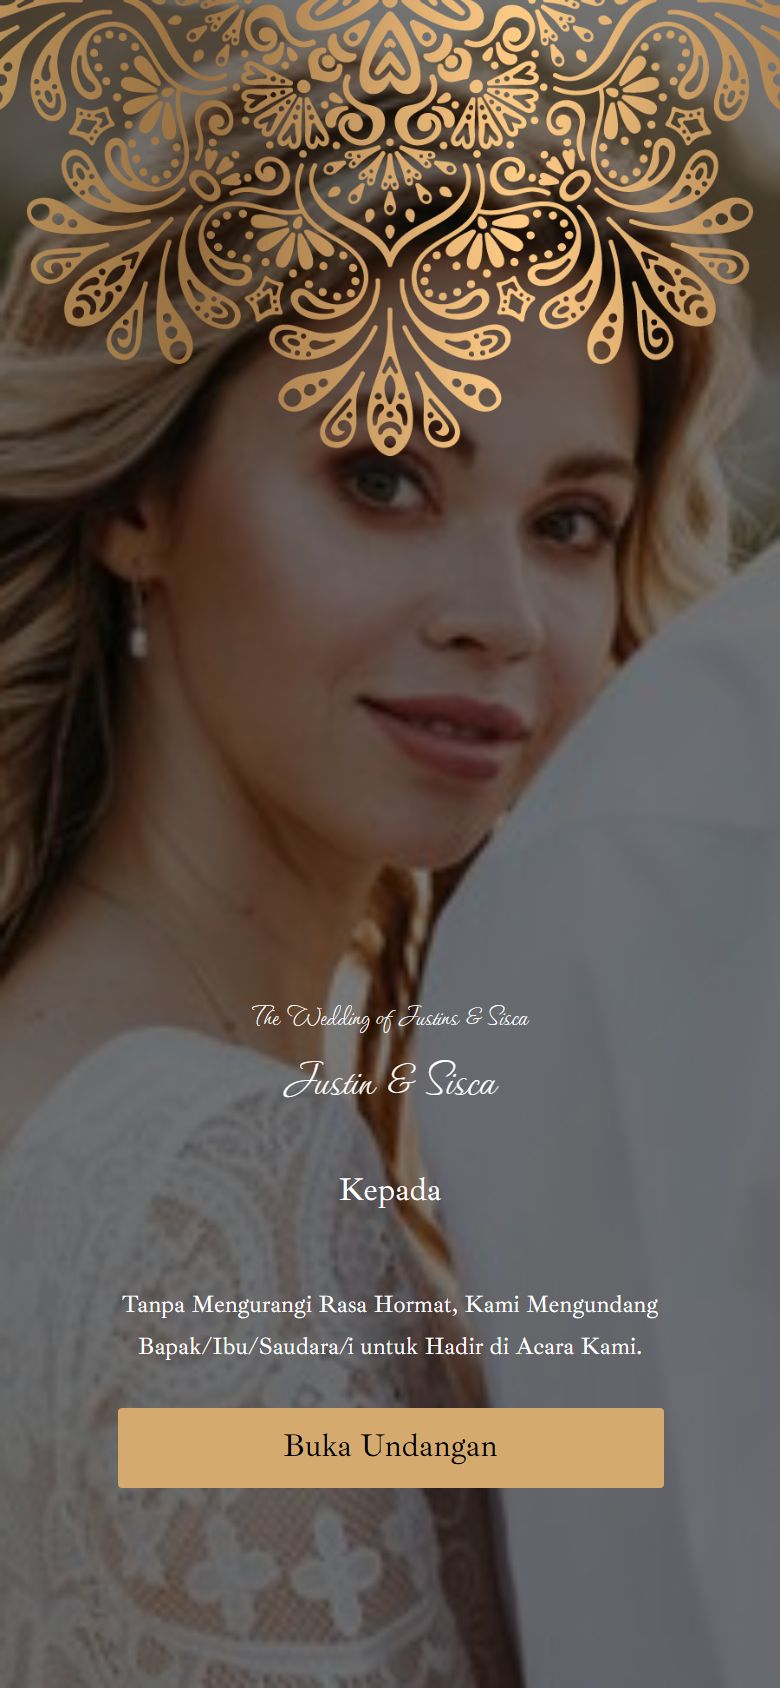 The Wedding of Justins & Sisca
Justin & Sisca
Kepada
Tanpa Mengurangi Rasa Hormat, Kami Mengundang
Bapak/Ibu/Saudara/i untuk Hadir di Acara Kami.
Buka Undangan